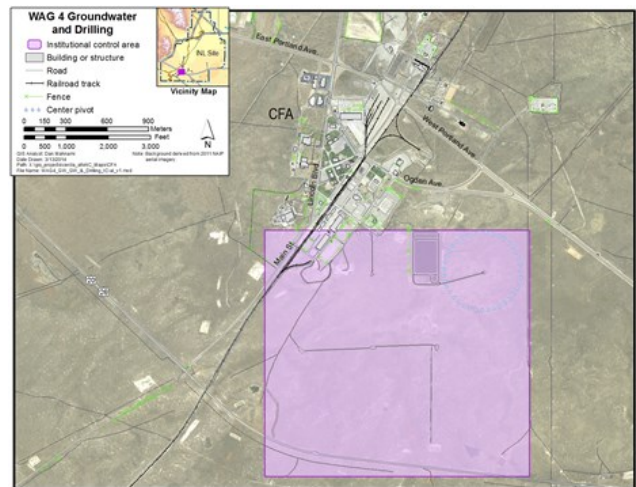 WAG 4 Groundwater
and Drilling
Institutional control area
Building or structure
Road
Railroad track
Fence
Center pivot
INL Site
Vicinity Map
0 150 300 600 900
Meters
Feet
0 500 1,000 2,000 3,000
N
East Portland Ave.
CFA
West Portland Ave.
Lincoln Blvd.
Ogden Ave.
Main St.
20
26